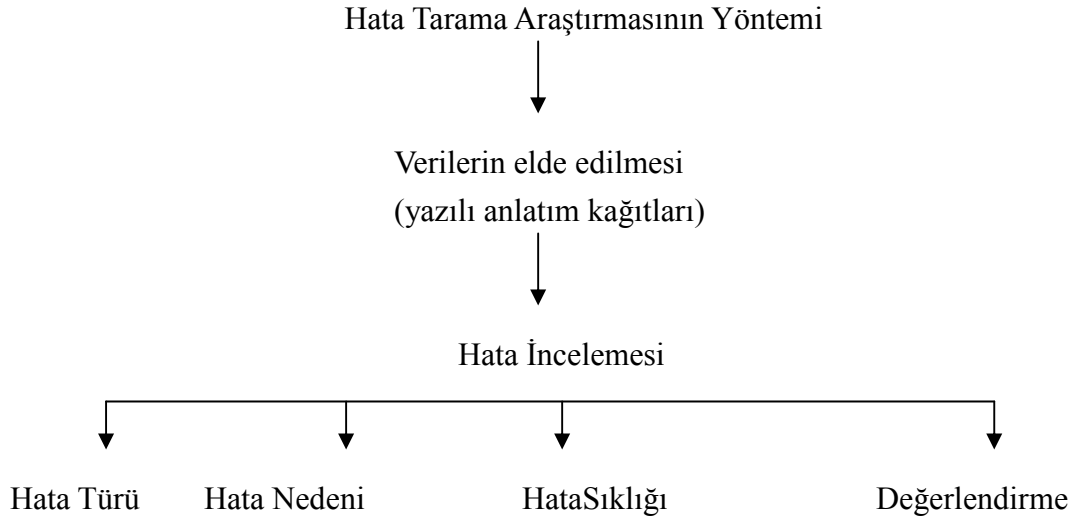 Hata Tarama Araştırmasının Yöntemi
Verilerin elde edilmesi
(yazılı anlatım kağıtları)
Hata İncelemesi
Hata Türü Hata Nedeni HataSıklığı Değerlendirme